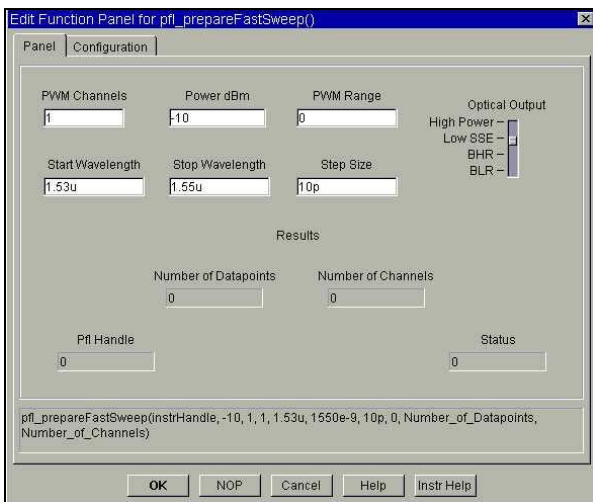 Edit Function Panel for pfl_prepareFastSweep()
Panel Configuration
PWM Channels Power dBm PWM Range
1 -10 0
Optical Output
High Power
Low SSE
BHR
BLR
Start Wavelength Stop Wavelength Step Size
1.53u 1.55u 10p
Results
Number of Datapoints Number of Channels
0 0
Pfl Handle Status
0 0
pfl_prepareFastSweep(instrHandle, -10, 1, 1, 1.53u, 1550e-9, 10p, 0, Number_of_Datapoints,
Number_of_Channels)
OK NOP Cancel Help Instr Help